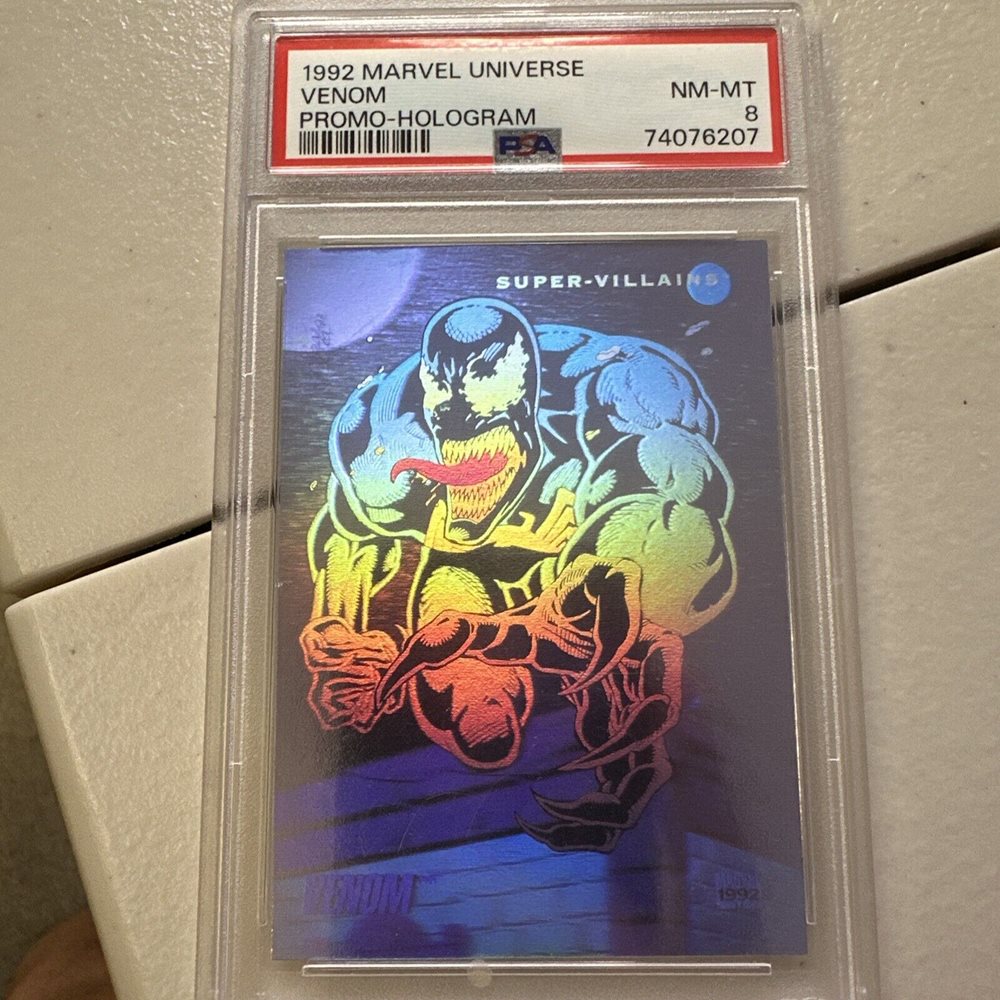 1992 MARVEL UNIVERSE
VENOM
NM-MT
PROMO-HOLOGRAM
8
PSA
74076207
SUPER-VILLAINS
VENOM
1992